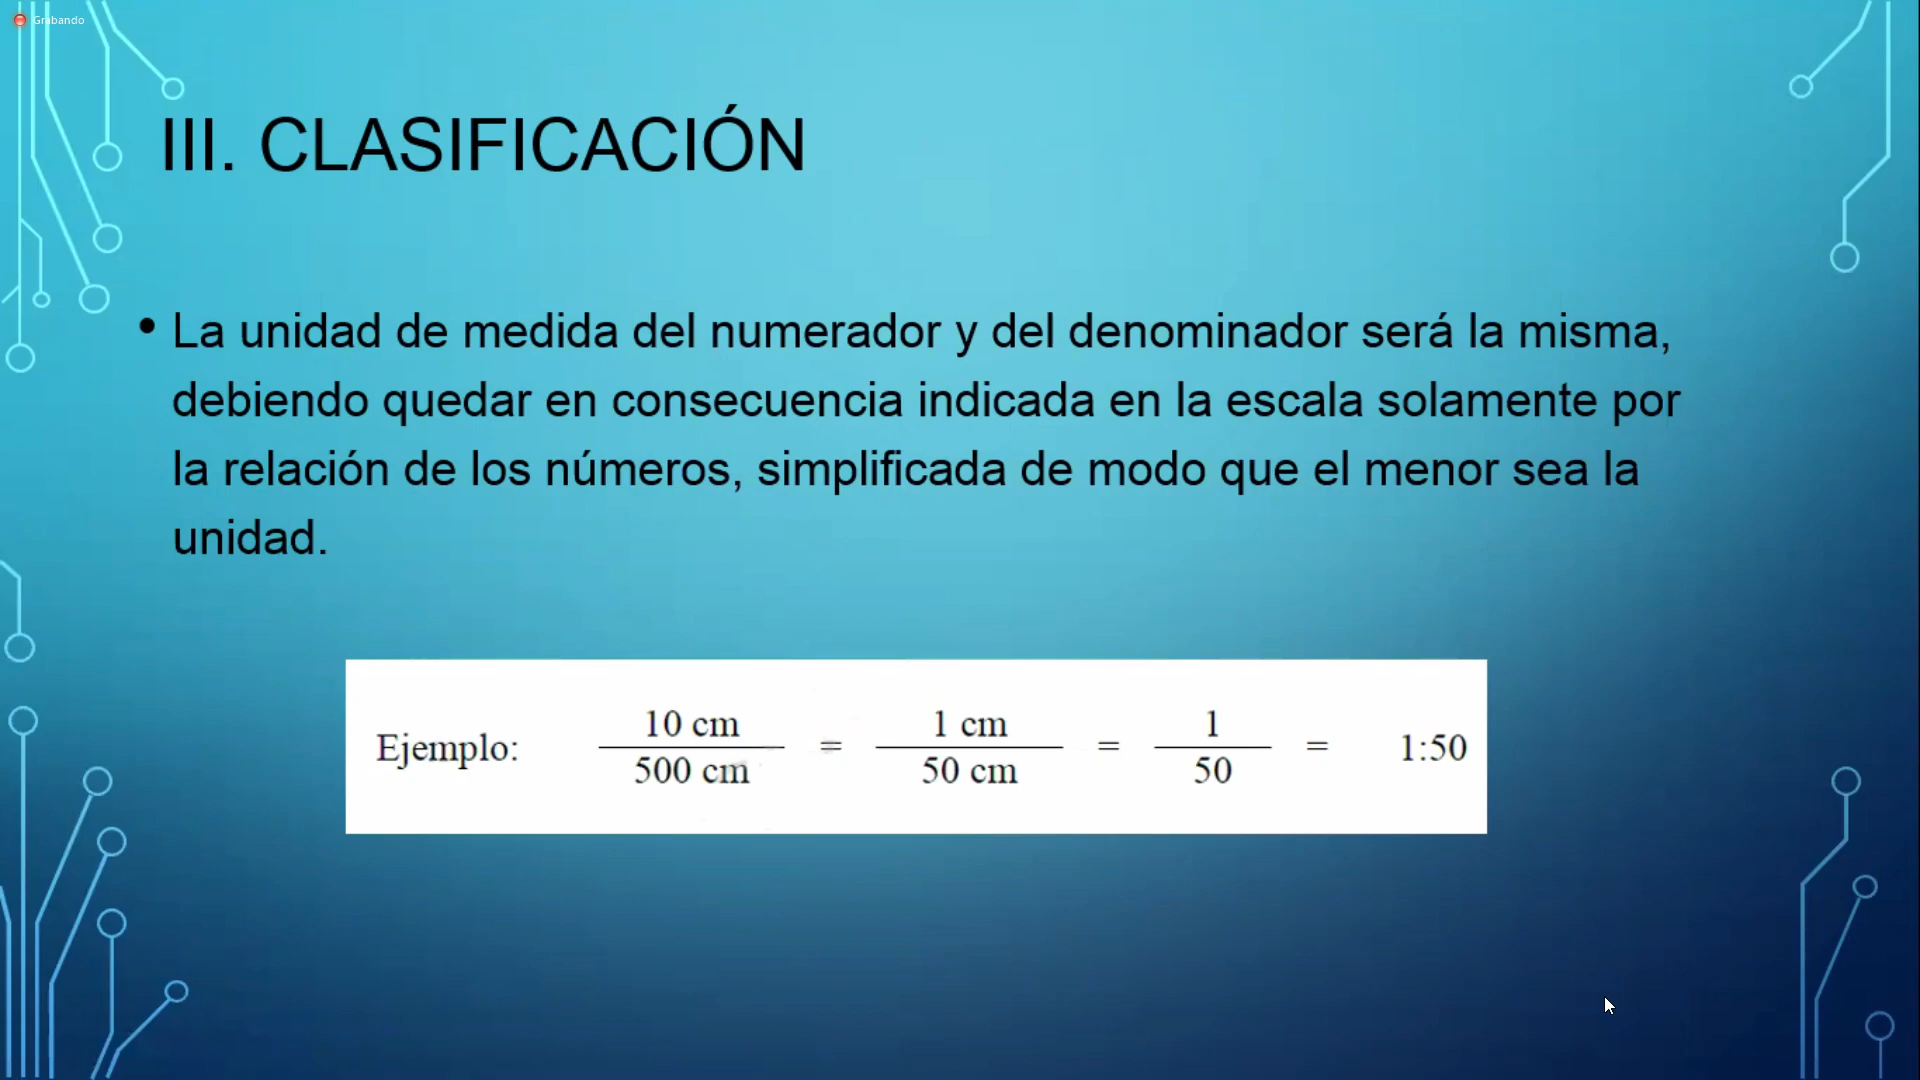 Grabando
III. CLASIFICACIÓN
• La unidad de medida del numerador y del denominador será la misma,
debiendo quedar en consecuencia indicada en la escala solamente por
la relación de los números, simplificada de modo que el menor sea la
unidad.
Ejemplo: 10 cm / 500 cm = 1 cm / 50 cm = 1 / 50 = 1:50